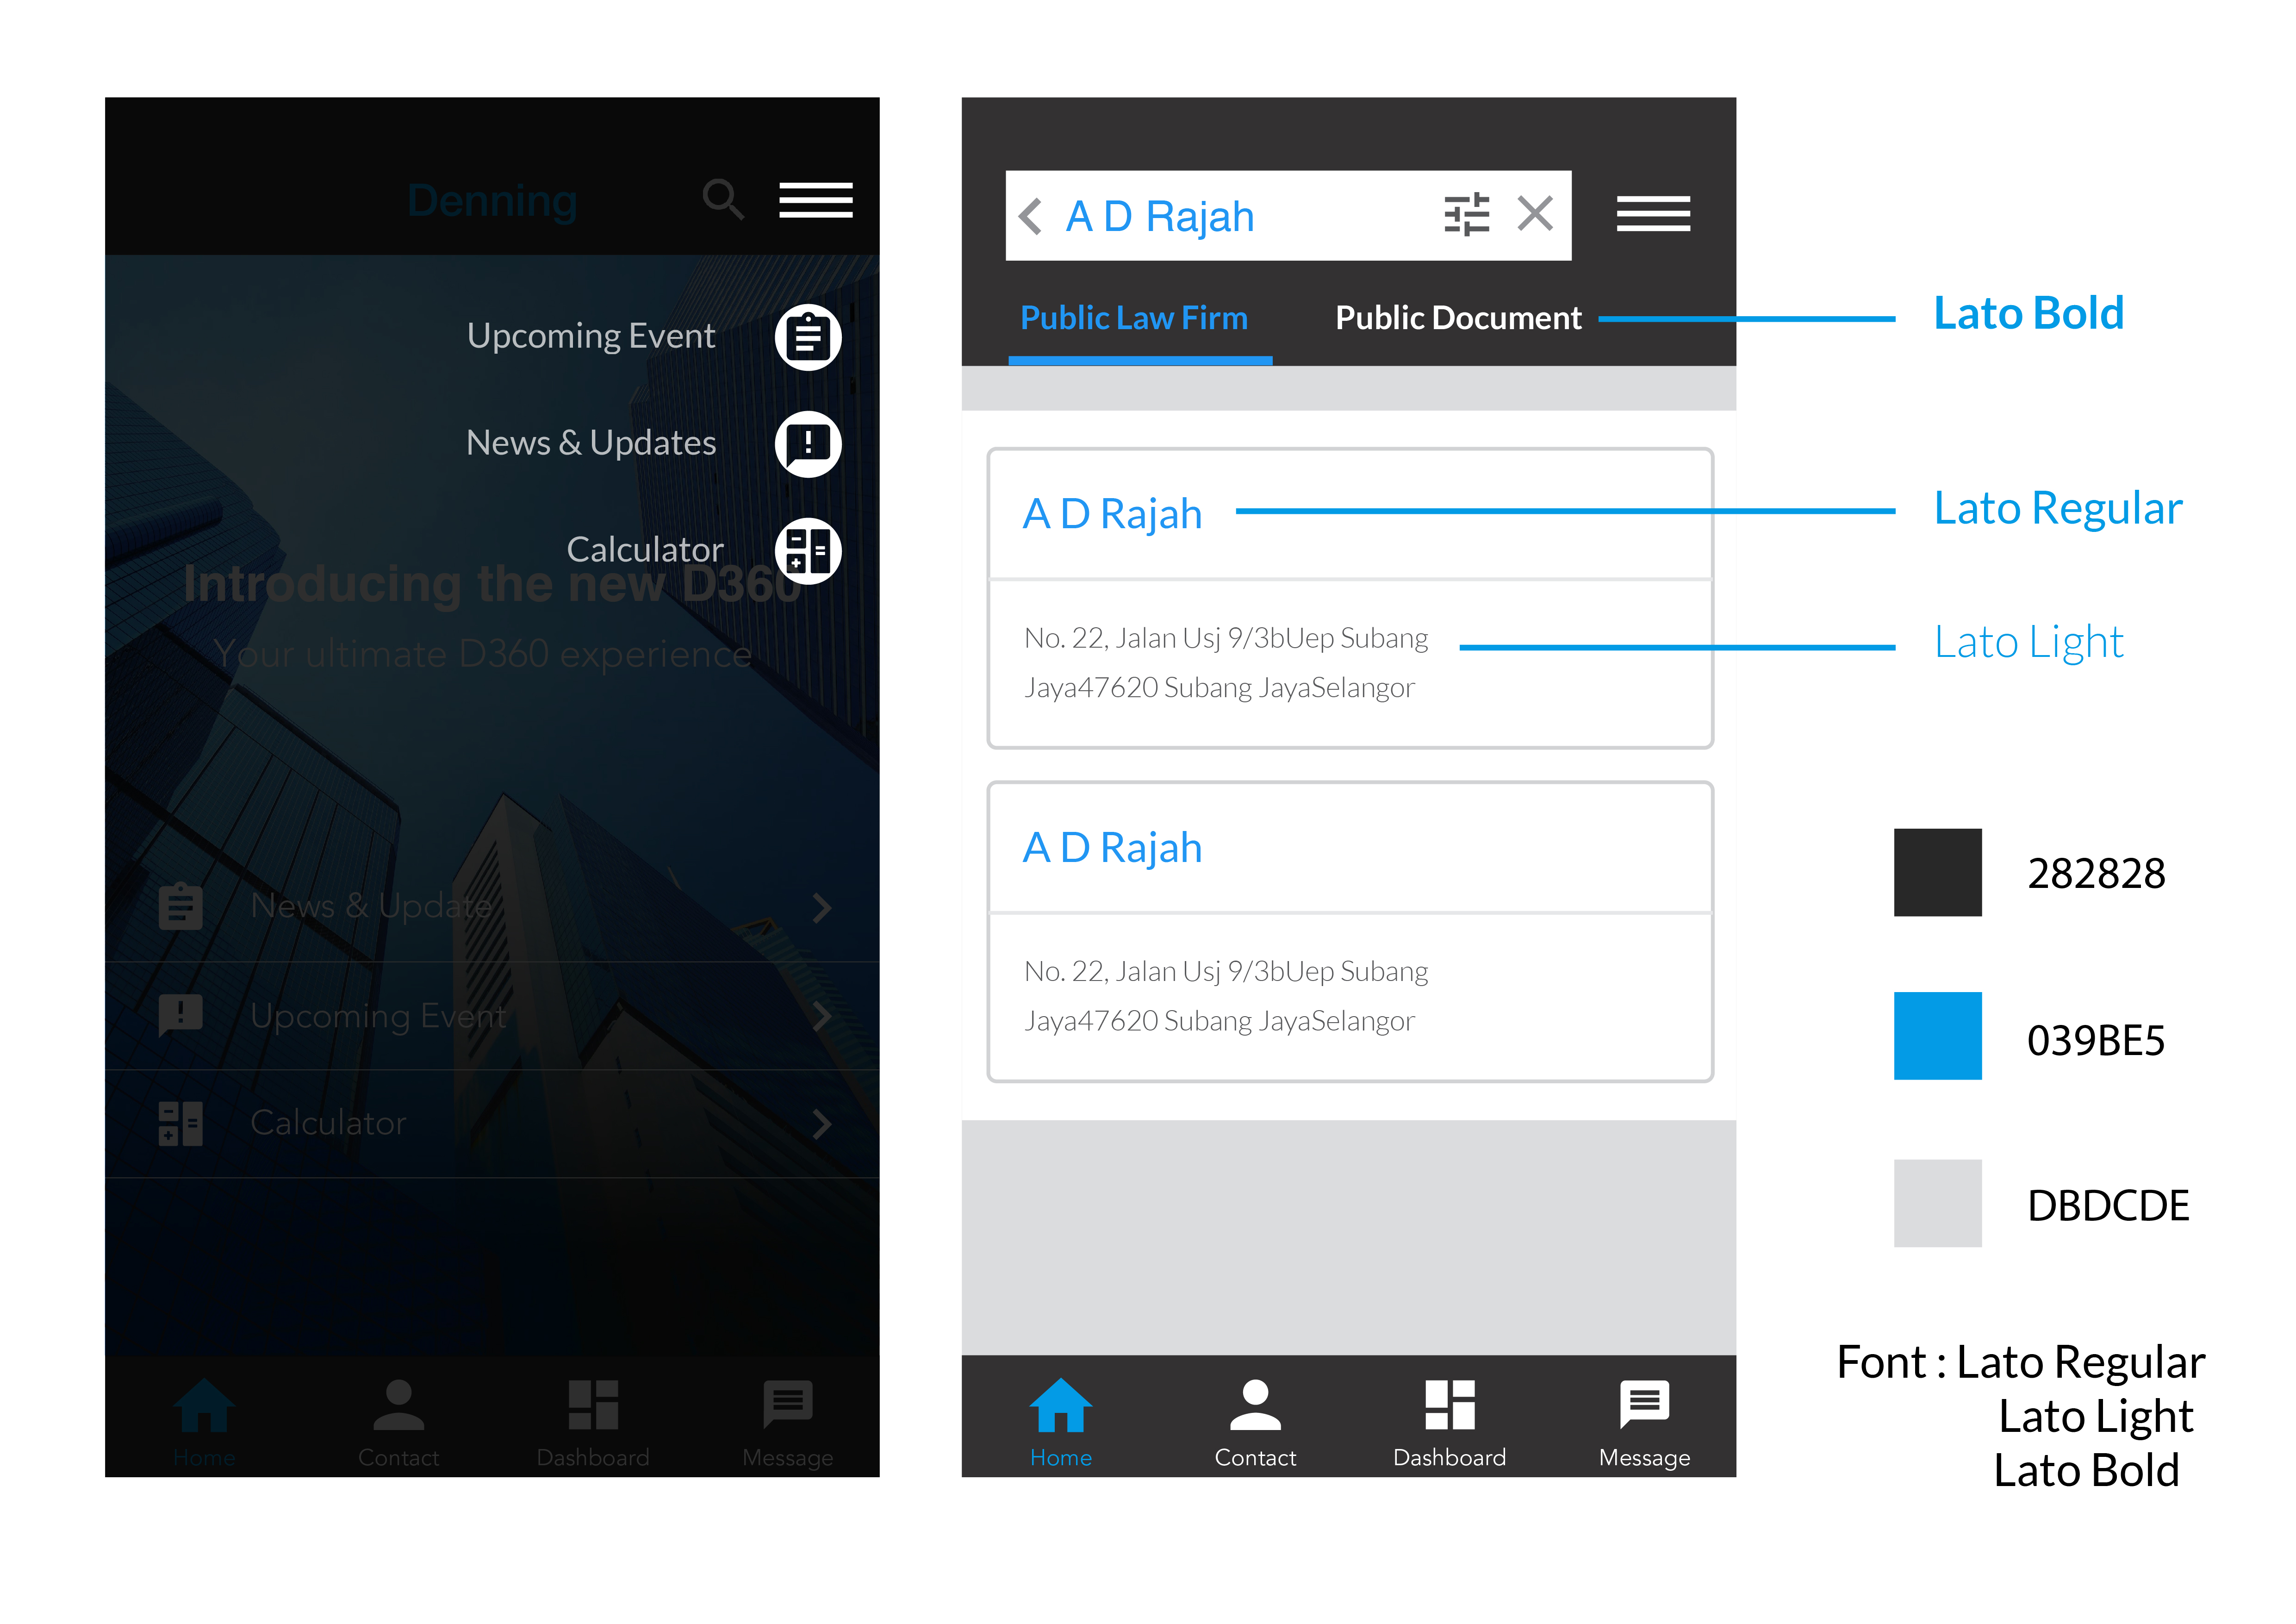 Denning
Upcoming Event
News & Updates
Calculator
Introducing the new D360
Your ultimate D360 experience
News & Update
Upcoming Event
Calculator
Home
Contact
Dashboard
Message
A D Rajah
Public Law Firm
Public Document
A D Rajah
No. 22, Jalan Usj 9/3bUep Subang
Jaya47620 Subang JayaSelangor
A D Rajah
No. 22, Jalan Usj 9/3bUep Subang
Jaya47620 Subang JayaSelangor
Home
Contact
Dashboard
Message
Lato Bold
Lato Regular
Lato Light
282828
039BE5
DBDCDE
Font : Lato Regular
Lato Light
Lato Bold